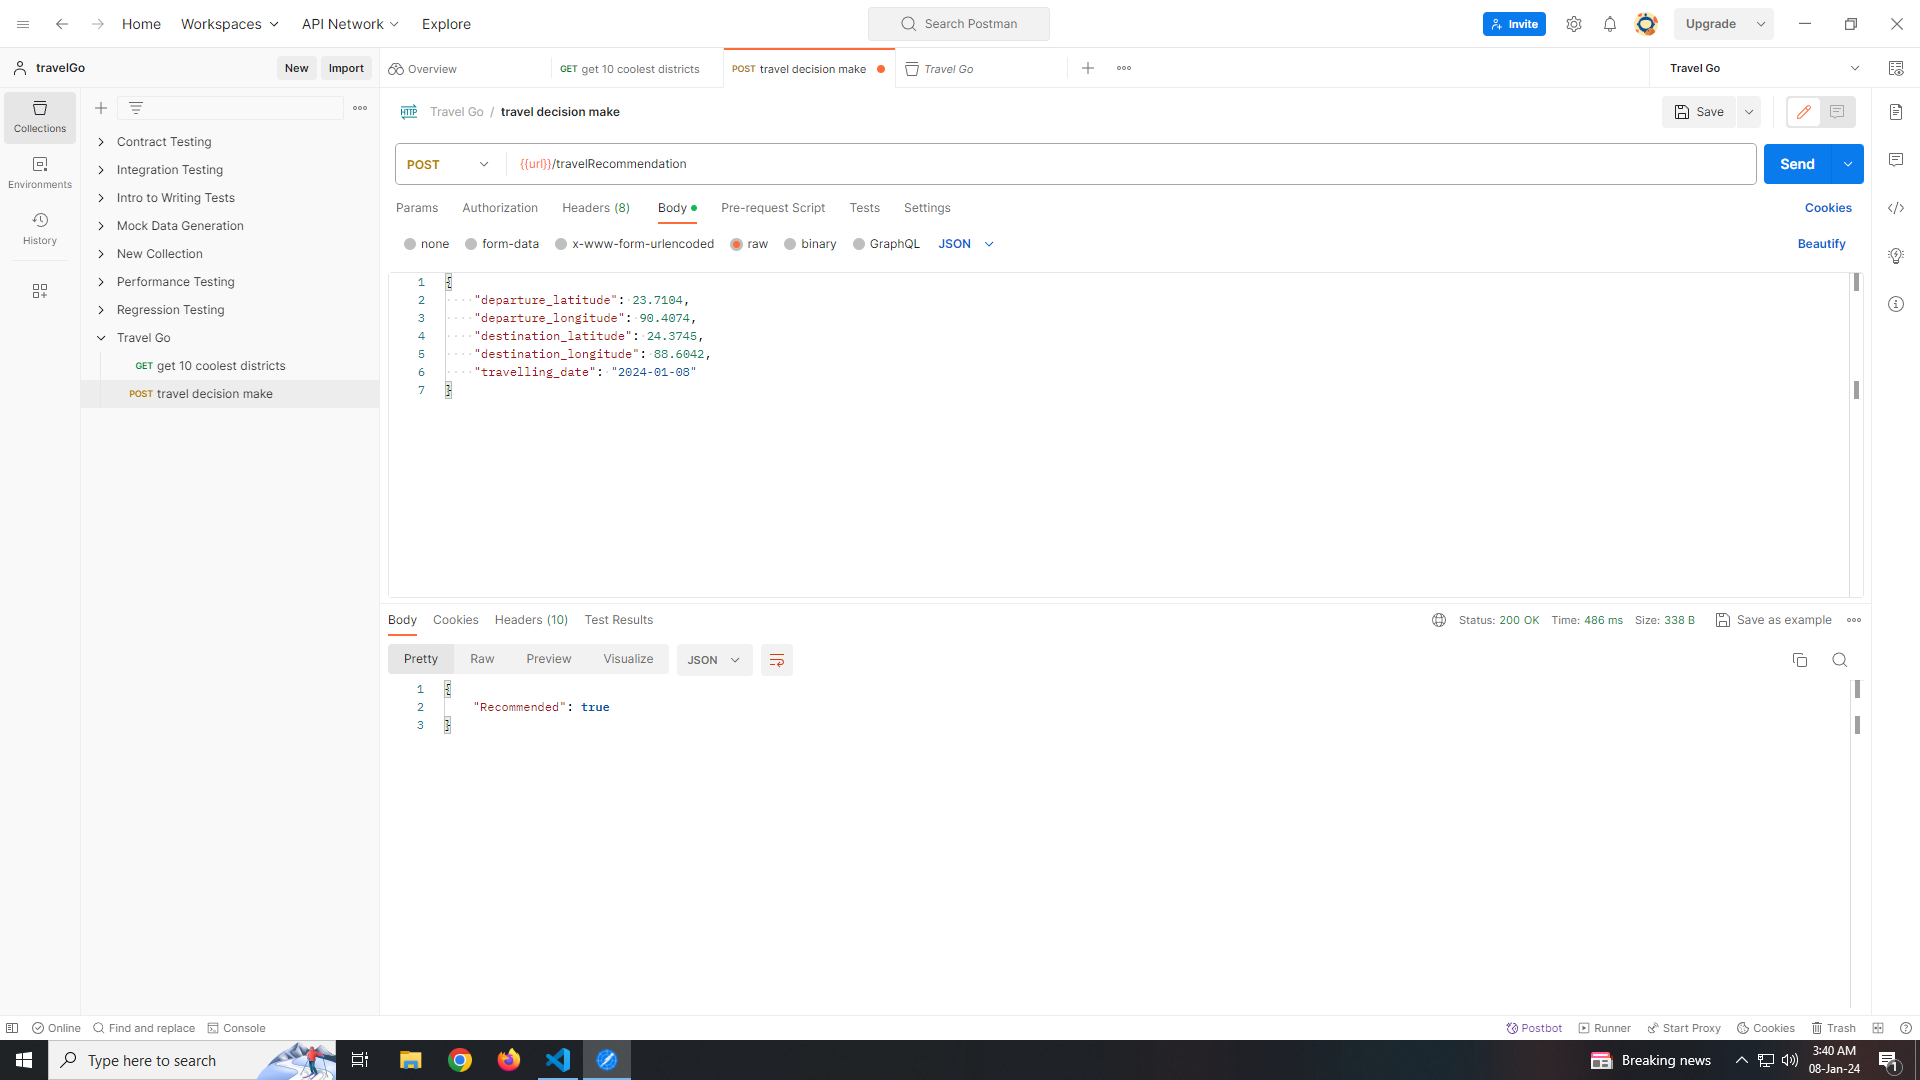 Home Workspaces API Network Explore Search Postman Invite Upgrade
travelGo New Import Overview GET get 10 coolest districts POST travel decision make Travel Go Travel Go
Collections
Environments
History
Contract Testing
Integration Testing
Intro to Writing Tests
Mock Data Generation
New Collection
Performance Testing
Regression Testing
Travel Go
GET get 10 coolest districts
POST travel decision make
HTTP Travel Go / travel decision make Save
POST {{url}}/travelRecommendation Send
Params Authorization Headers (8) Body Pre-request Script Tests Settings Cookies
none form-data x-www-form-urlencoded raw binary GraphQL JSON Beautify
1 {
2 ····"departure_latitude":·23.7104,
3 ····"departure_longitude":·90.4074,
4 ····"destination_latitude":·24.3745,
5 ····"destination_longitude":·88.6042,
6 ····"travelling_date":·"2024-01-08"
7 }
Body Cookies Headers (10) Test Results Status: 200 OK Time: 486 ms Size: 338 B Save as example
Pretty Raw Preview Visualize JSON
1 {
2 "Recommended": true
3 }
Online Find and replace Console Postbot Runner Start Proxy Cookies Trash
Type here to search Breaking news 3:40 AM
08-Jan-24 1